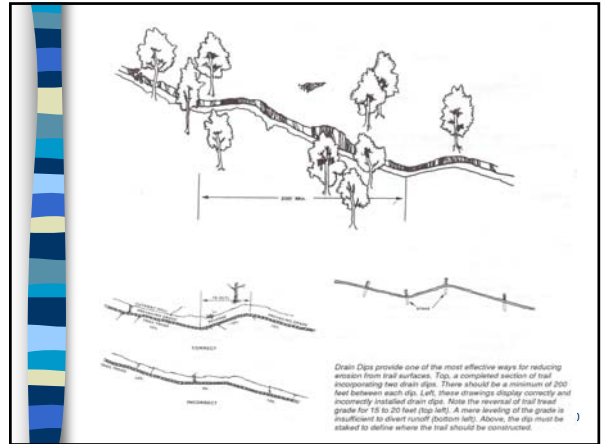 200' Min.
CORRECT
INCORRECT
Drain Dips provide one of the most effective ways for reducing
erosion from trail surfaces. Top, a completed section of trail
incorporating two drain dips. There should be a minimum of 200
feet between each dip. Left, these drawings display correctly and
incorrectly installed drain dips. Note the reversal of trail tread
grade for 15 to 20 feet (top left). A mere leveling of the grade is
insufficient to divert runoff (bottom left). Above, the dip must be
staked to define where the trail should be constructed.
)